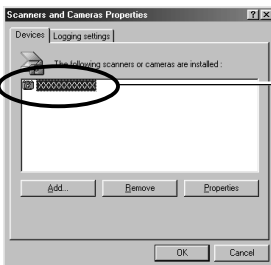 Scanners and Cameras Properties
Devices
Logging settings
The following scanners or cameras are installed :
XXXXXXXXXXX
Add...
Remove
Properties
OK
Cancel